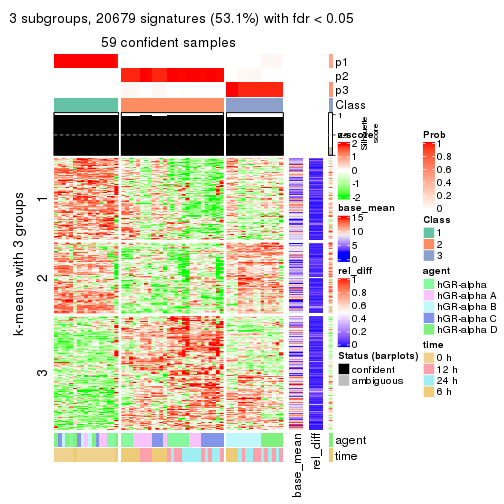 3 subgroups, 20679 signatures (53.1%) with fdr < 0.05
59 confident samples
p1
p2
p3
Class
1
Silhouette
score
k-means with 3 groups
1
2
3
agent
time
base_mean
rel_diff
z-score
2
1
0
-1
-2
base_mean
15
10
5
0
rel_diff
1
0.8
0.6
0.4
0.2
0
Status (barplots)
confident
ambiguous
Prob
1
0.8
0.6
0.4
0.2
0
Class
1
2
3
agent
hGR-alpha
hGR-alpha A
hGR-alpha B
hGR-alpha C
hGR-alpha D
time
0 h
12 h
24 h
6 h